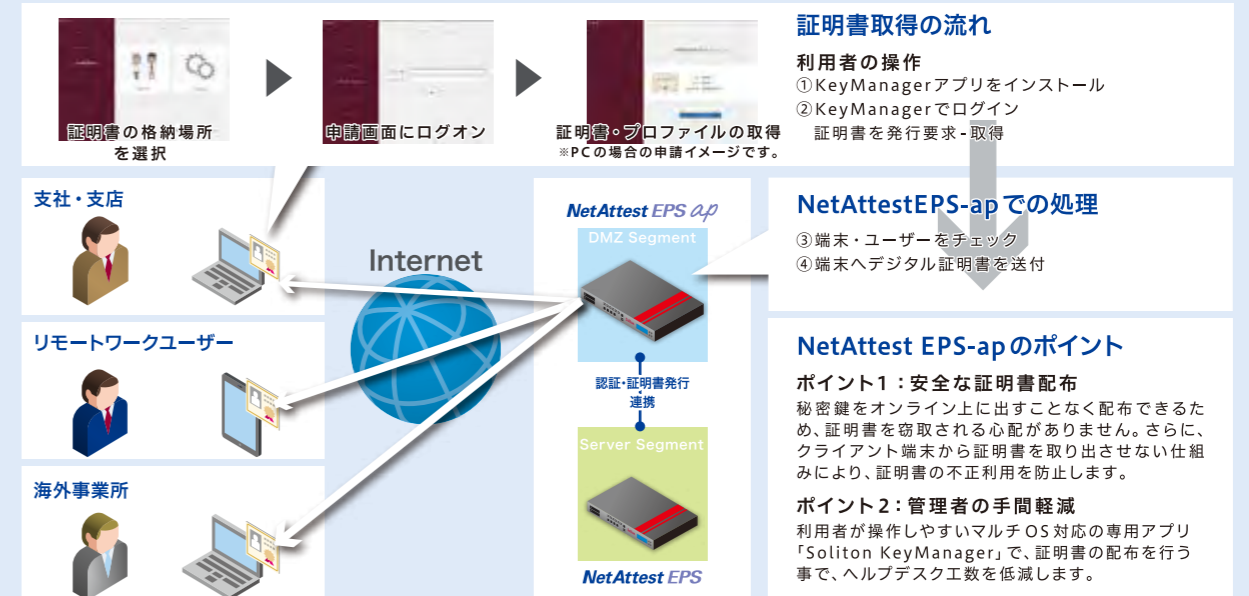 証明書の格納場所
を選択
申請画面にログオン
証明書・プロファイルの取得
※PCの場合の申請イメージです。
証明書取得の流れ
利用者の操作
①KeyManagerアプリをインストール
②KeyManagerでログイン
証明書を発行要求-取得
支社・支店
リモートワークユーザー
海外事業所
Internet
NetAttest EPS ap
DMZ Segment
認証・証明書発行
連携
Server Segment
NetAttest EPS
NetAttestEPS-apでの処理
③端末・ユーザーをチェック
④端末へデジタル証明書を送付
NetAttest EPS-apのポイント
ポイント1：安全な証明書配布
秘密鍵をオンライン上に出すことなく配布できるた
め、証明書を窃取される心配がありません。さらに、
クライアント端末から証明書を取り出させない仕組
みにより、証明書の不正利用を防止します。
ポイント2：管理者の手間軽減
利用者が操作しやすいマルチOS対応の専用アプリ
「Soliton KeyManager」で、証明書の配布を行う
事で、ヘルプデスク工数を低減します。